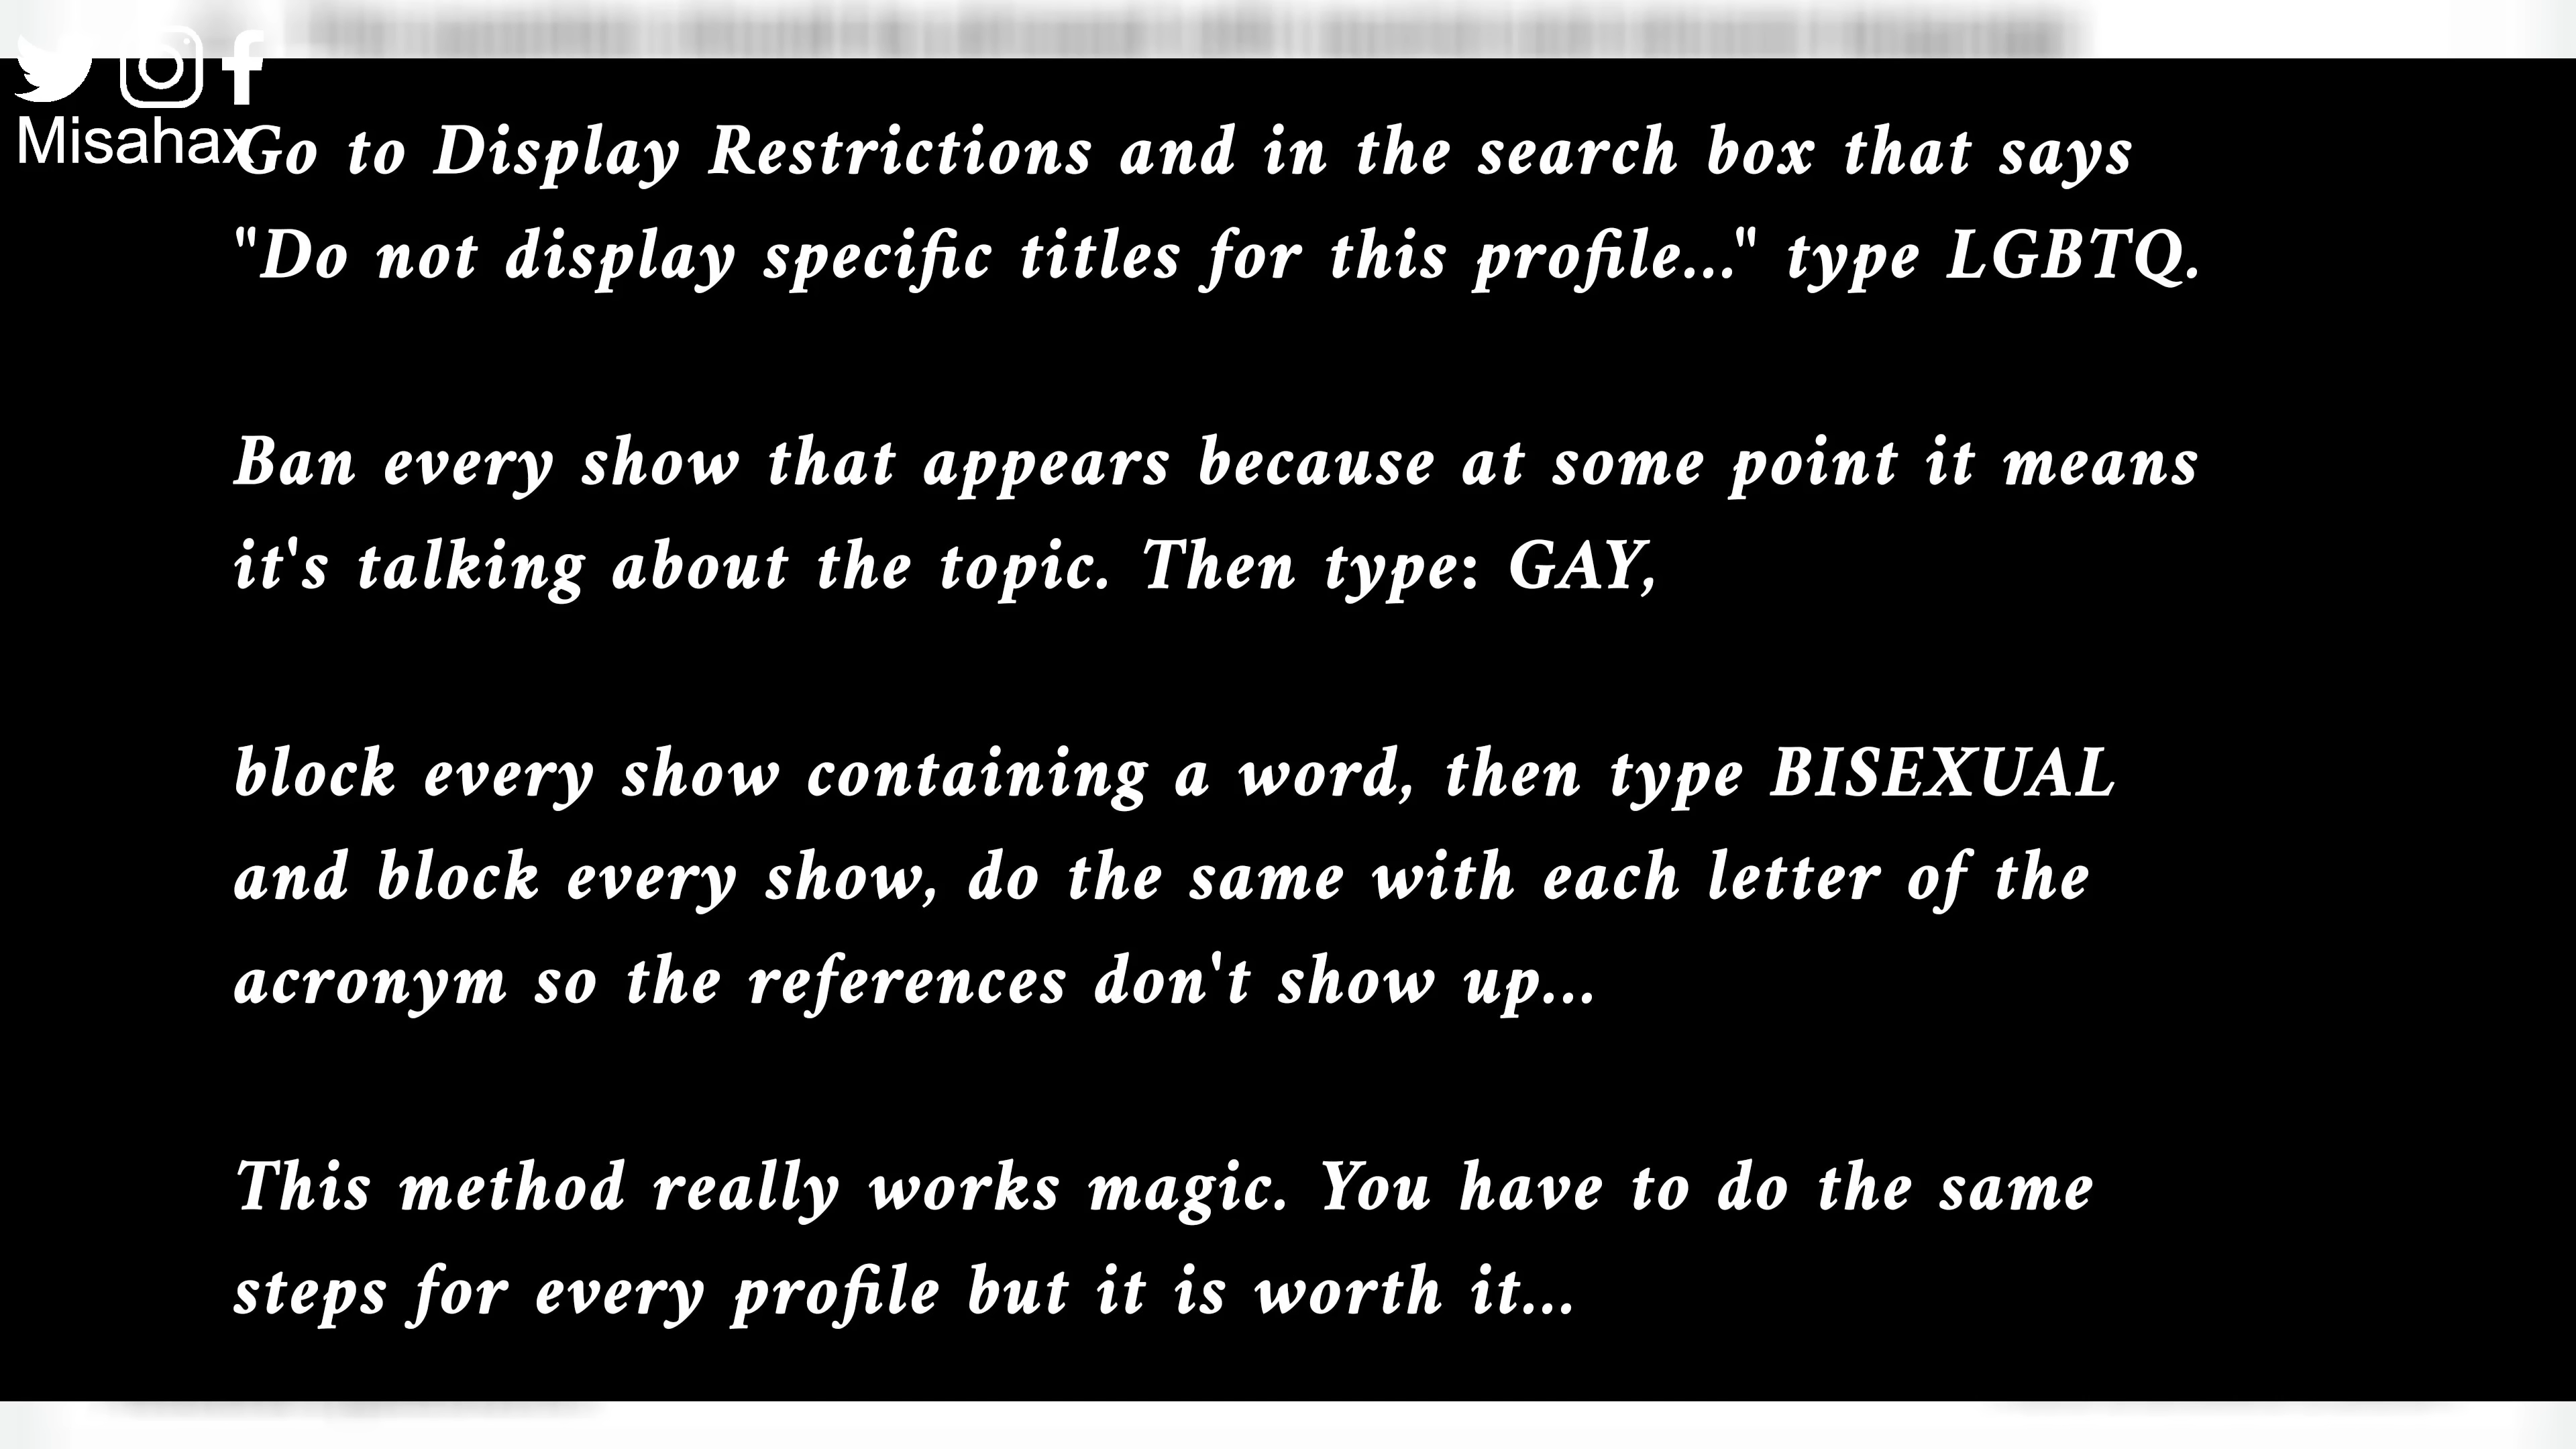 Misahax
Go to Display Restrictions and in the search box that says
"Do not display specific titles for this profile..." type LGBTQ.
Ban every show that appears because at some point it means
it's talking about the topic. Then type: GAY,
block every show containing a word, then type BISEXUAL
and block every show, do the same with each letter of the
acronym so the references don't show up...
This method really works magic. You have to do the same
steps for every profile but it is worth it...